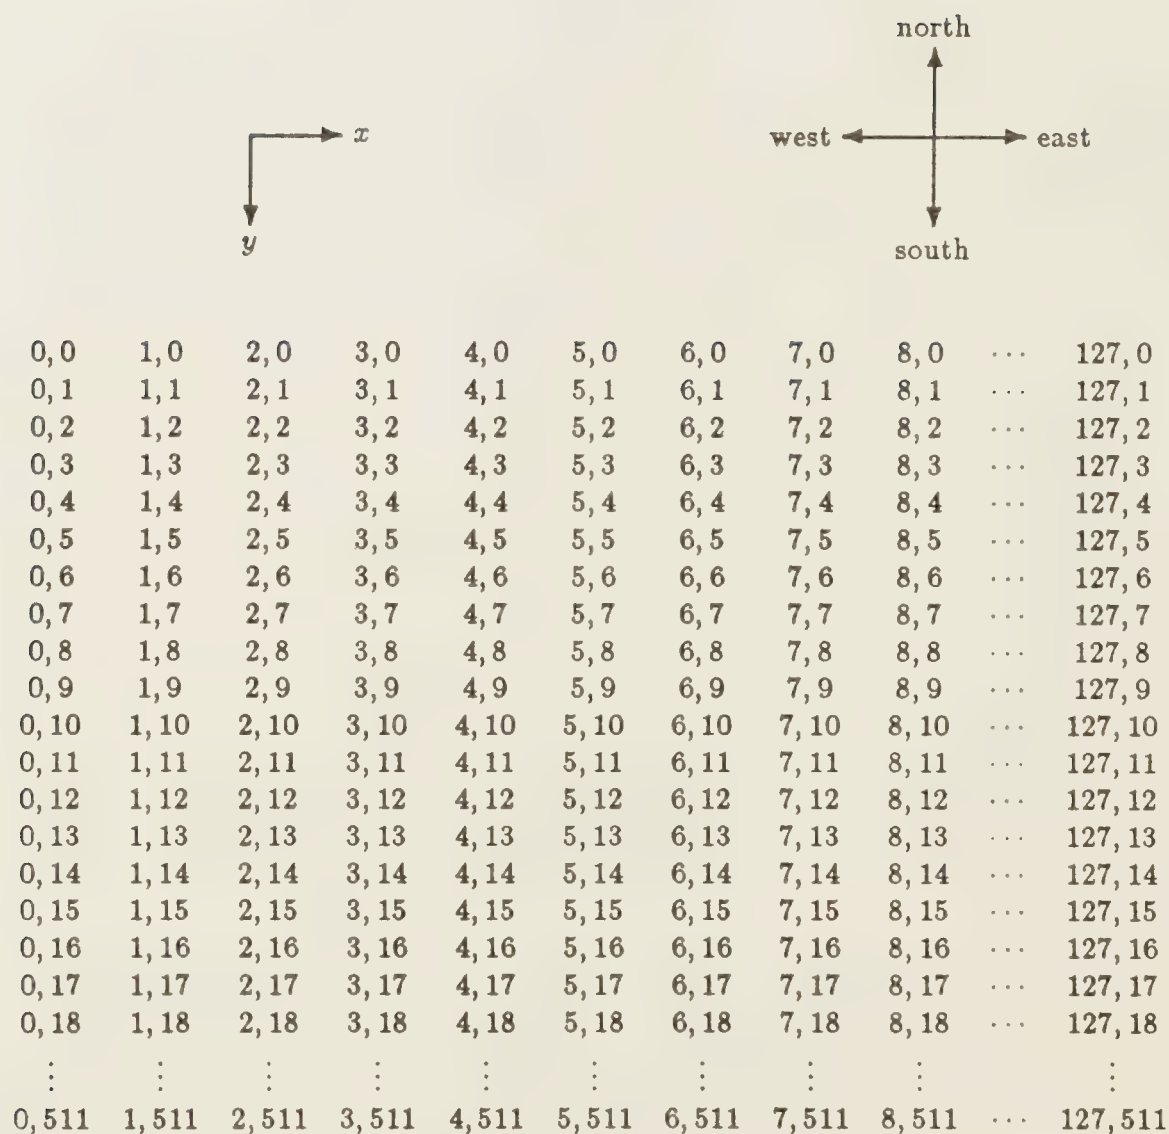 north
x
west east
y
south
0,0 1,0 2,0 3,0 4,0 5,0 6,0 7,0 8,0 ··· 127,0
0,1 1,1 2,1 3,1 4,1 5,1 6,1 7,1 8,1 ··· 127,1
0,2 1,2 2,2 3,2 4,2 5,2 6,2 7,2 8,2 ··· 127,2
0,3 1,3 2,3 3,3 4,3 5,3 6,3 7,3 8,3 ··· 127,3
0,4 1,4 2,4 3,4 4,4 5,4 6,4 7,4 8,4 ··· 127,4
0,5 1,5 2,5 3,5 4,5 5,5 6,5 7,5 8,5 ··· 127,5
0,6 1,6 2,6 3,6 4,6 5,6 6,6 7,6 8,6 ··· 127,6
0,7 1,7 2,7 3,7 4,7 5,7 6,7 7,7 8,7 ··· 127,7
0,8 1,8 2,8 3,8 4,8 5,8 6,8 7,8 8,8 ··· 127,8
0,9 1,9 2,9 3,9 4,9 5,9 6,9 7,9 8,9 ··· 127,9
0,10 1,10 2,10 3,10 4,10 5,10 6,10 7,10 8,10 ··· 127,10
0,11 1,11 2,11 3,11 4,11 5,11 6,11 7,11 8,11 ··· 127,11
0,12 1,12 2,12 3,12 4,12 5,12 6,12 7,12 8,12 ··· 127,12
0,13 1,13 2,13 3,13 4,13 5,13 6,13 7,13 8,13 ··· 127,13
0,14 1,14 2,14 3,14 4,14 5,14 6,14 7,14 8,14 ··· 127,14
0,15 1,15 2,15 3,15 4,15 5,15 6,15 7,15 8,15 ··· 127,15
0,16 1,16 2,16 3,16 4,16 5,16 6,16 7,16 8,16 ··· 127,16
0,17 1,17 2,17 3,17 4,17 5,17 6,17 7,17 8,17 ··· 127,17
0,18 1,18 2,18 3,18 4,18 5,18 6,18 7,18 8,18 ··· 127,18
⋮ ⋮ ⋮ ⋮ ⋮ ⋮ ⋮ ⋮ ⋮ ⋮
0,511 1,511 2,511 3,511 4,511 5,511 6,511 7,511 8,511 ··· 127,511